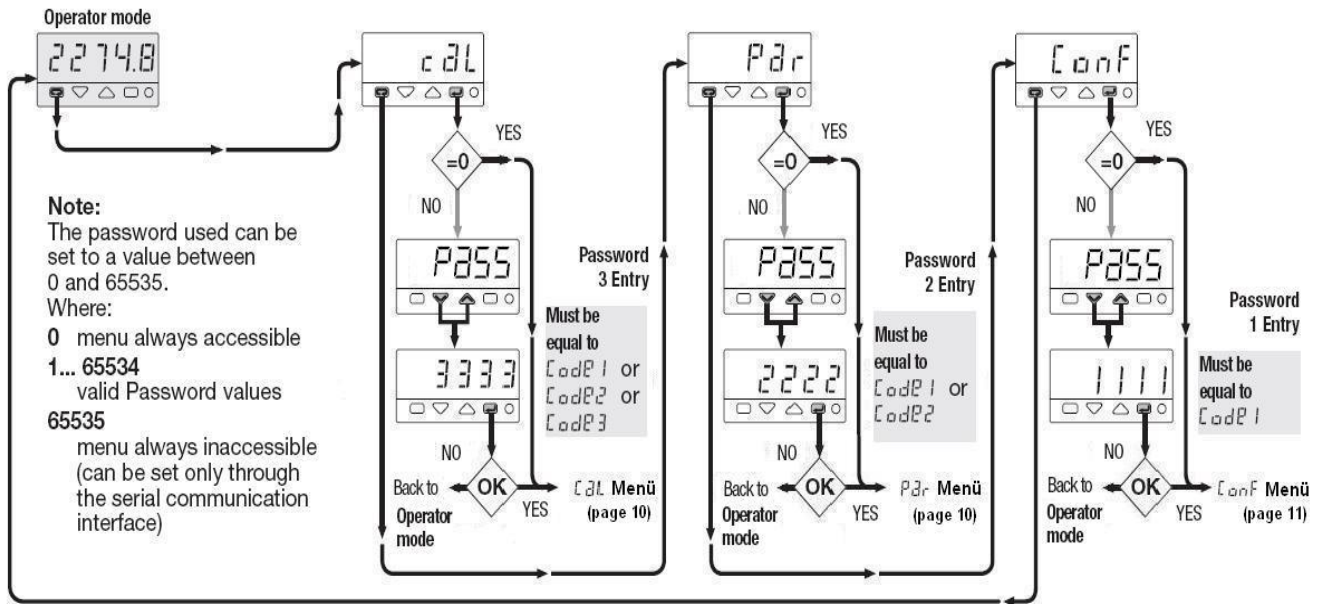 Operator mode
2274.8
Note:
The password used can be
set to a value between
0 and 65535.
Where:
0 menu always accessible
1... 65534
valid Password values
65535
menu always inaccessible
(can be set only through
the serial communication
interface)
cAL
=0
YES
NO
PASS
Password
3 Entry
3333
Must be
equal to
Code1 or
Code2 or
Code3
NO
OK
YES
Back to
Operator
mode
CAL Menü
(page 10)
PAr
=0
YES
NO
PASS
Password
2 Entry
2222
Must be
equal to
Code1 or
Code2
NO
OK
YES
Back to
Operator
mode
PAr Menü
(page 10)
ConF
=0
YES
NO
PASS
Password
1 Entry
1111
Must be
equal to
Code1
NO
OK
YES
Back to
Operator
mode
ConF Menü
(page 11)